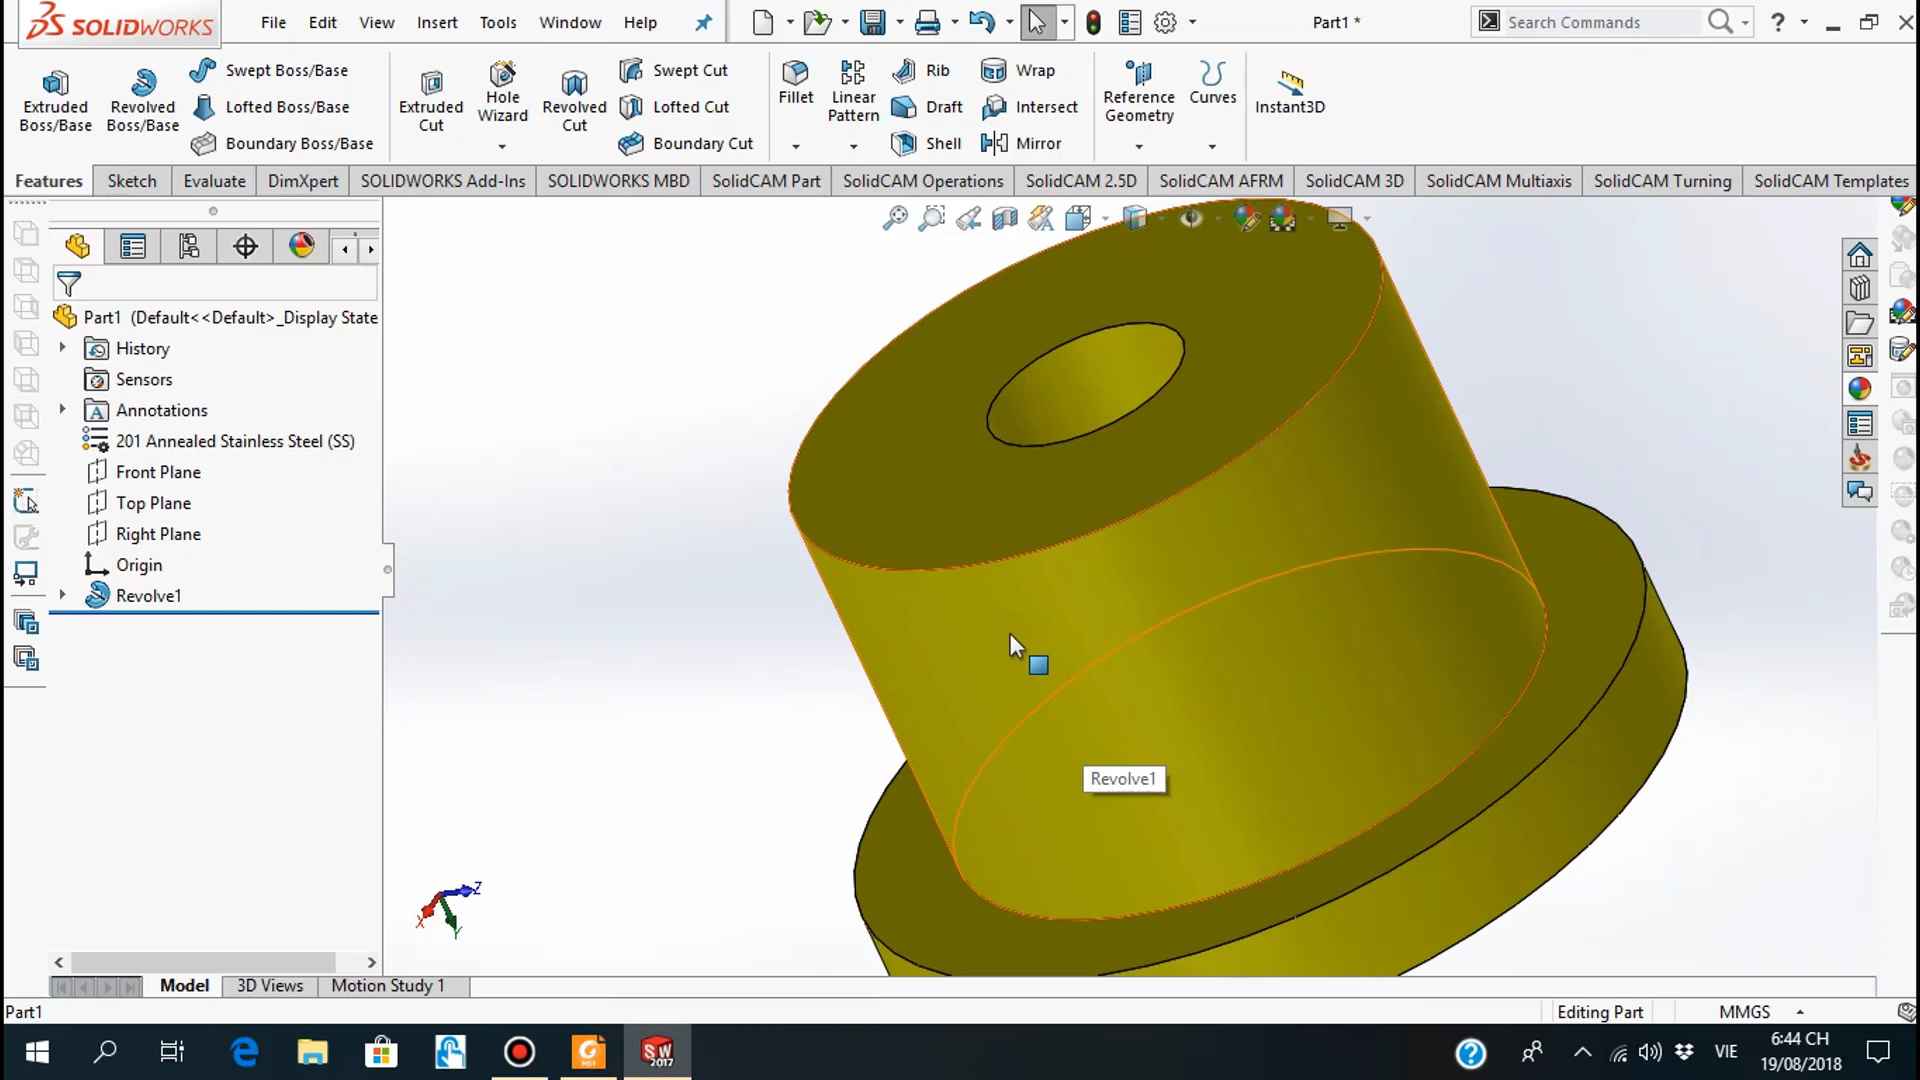 SOLIDWORKS File Edit View Insert Tools Window Help Part1 * Search Commands ?
Extruded Boss/Base
Revolved Boss/Base
Swept Boss/Base
Lofted Boss/Base
Boundary Boss/Base
Extruded Cut
Hole Wizard
Revolved Cut
Swept Cut
Lofted Cut
Boundary Cut
Fillet
Linear Pattern
Rib
Draft
Shell
Wrap
Intersect
Mirror
Reference Geometry
Curves
Instant3D
Features Sketch Evaluate DimXpert SOLIDWORKS Add-Ins SOLIDWORKS MBD SolidCAM Part SolidCAM Operations SolidCAM 2.5D SolidCAM AFRM SolidCAM 3D SolidCAM Multiaxis SolidCAM Turning SolidCAM Templates
Part1 (Default<<Default>_Display State
History
Sensors
Annotations
201 Annealed Stainless Steel (SS)
Front Plane
Top Plane
Right Plane
Origin
Revolve1
Revolve1
Z
X
Y
Model 3D Views Motion Study 1
Part1 Editing Part MMGS
SW 2017
VIE
6:44 CH
19/08/2018